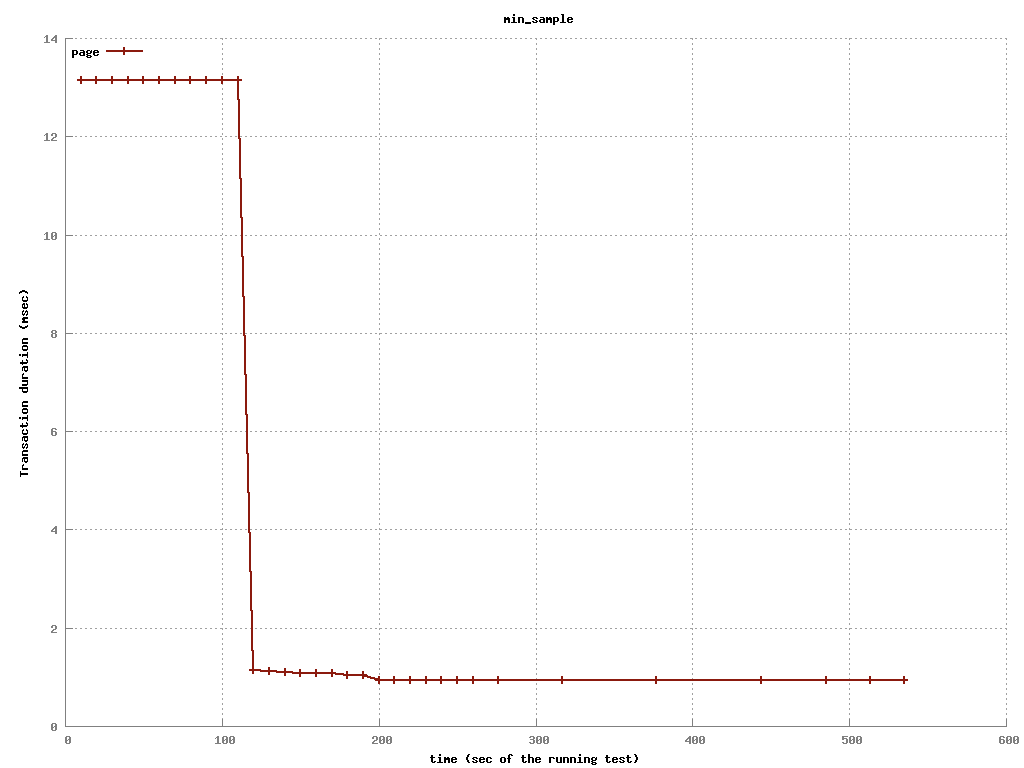 min_sample
page
14
12
10
8
6
4
2
0
Transaction duration (msec)
0 100 200 300 400 500 600
time (sec of the running test)